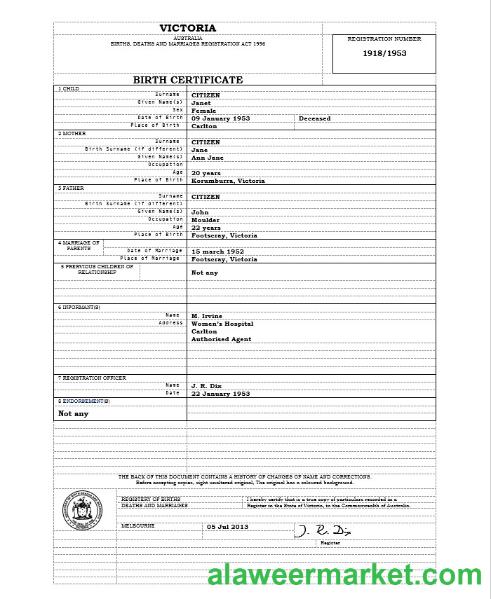 VICTORIA
AUSTRALIA
BIRTHS, DEATHS AND MARRIAGES REGISTRATION ACT 1996
REGISTRATION NUMBER
1918/1953
BIRTH CERTIFICATE
1 CHILD
Surname CITIZEN
Given Name(s) Janet
Sex Female
Date of Birth 09 January 1953 Deceased
Place of Birth Carlton
2 MOTHER
Surname CITIZEN
Birth Surname (if different) Jane
Given Name(s) Ann Jane
Occupation
Age 20 years
Place of Birth Korumburra, Victoria
3 FATHER
Surname CITIZEN
Birth Surname (if different)
Given Name(s) John
Occupation Moulder
Age 22 years
Place of Birth Footscray, Victoria
4 MARRIAGE OF PARENTS
Date of Marriage 15 march 1952
Place of Marriage Footscray, Victoria
5 PREVIOUS CHILDREN OF RELATIONSHIP
Not any
6 INFORMANT(S)
Name M. Irvine
Address Women's Hospital
Carlton
Authorised Agent
7 REGISTRATION OFFICER
Name J. R. Dix
Date 22 January 1953
8 ENDORSEMENT(S)
Not any
THE BACK OF THIS DOCUMENT CONTAINS A HISTORY OF CHANGES OF NAME AND CORRECTIONS.
Before accepting copies, sight unaltered original, The original has a coloured background.
REGISTERY OF BIRTHS
DEATHS AND MARRIAGES
I hereby certify that is a true copy of particulars recorded in a
Register in the State of Victoria, in the Commonwealth of Australia.
MELBOURNE 05 Jul 2013
J. R. Dix
Register
alaweermarket.com